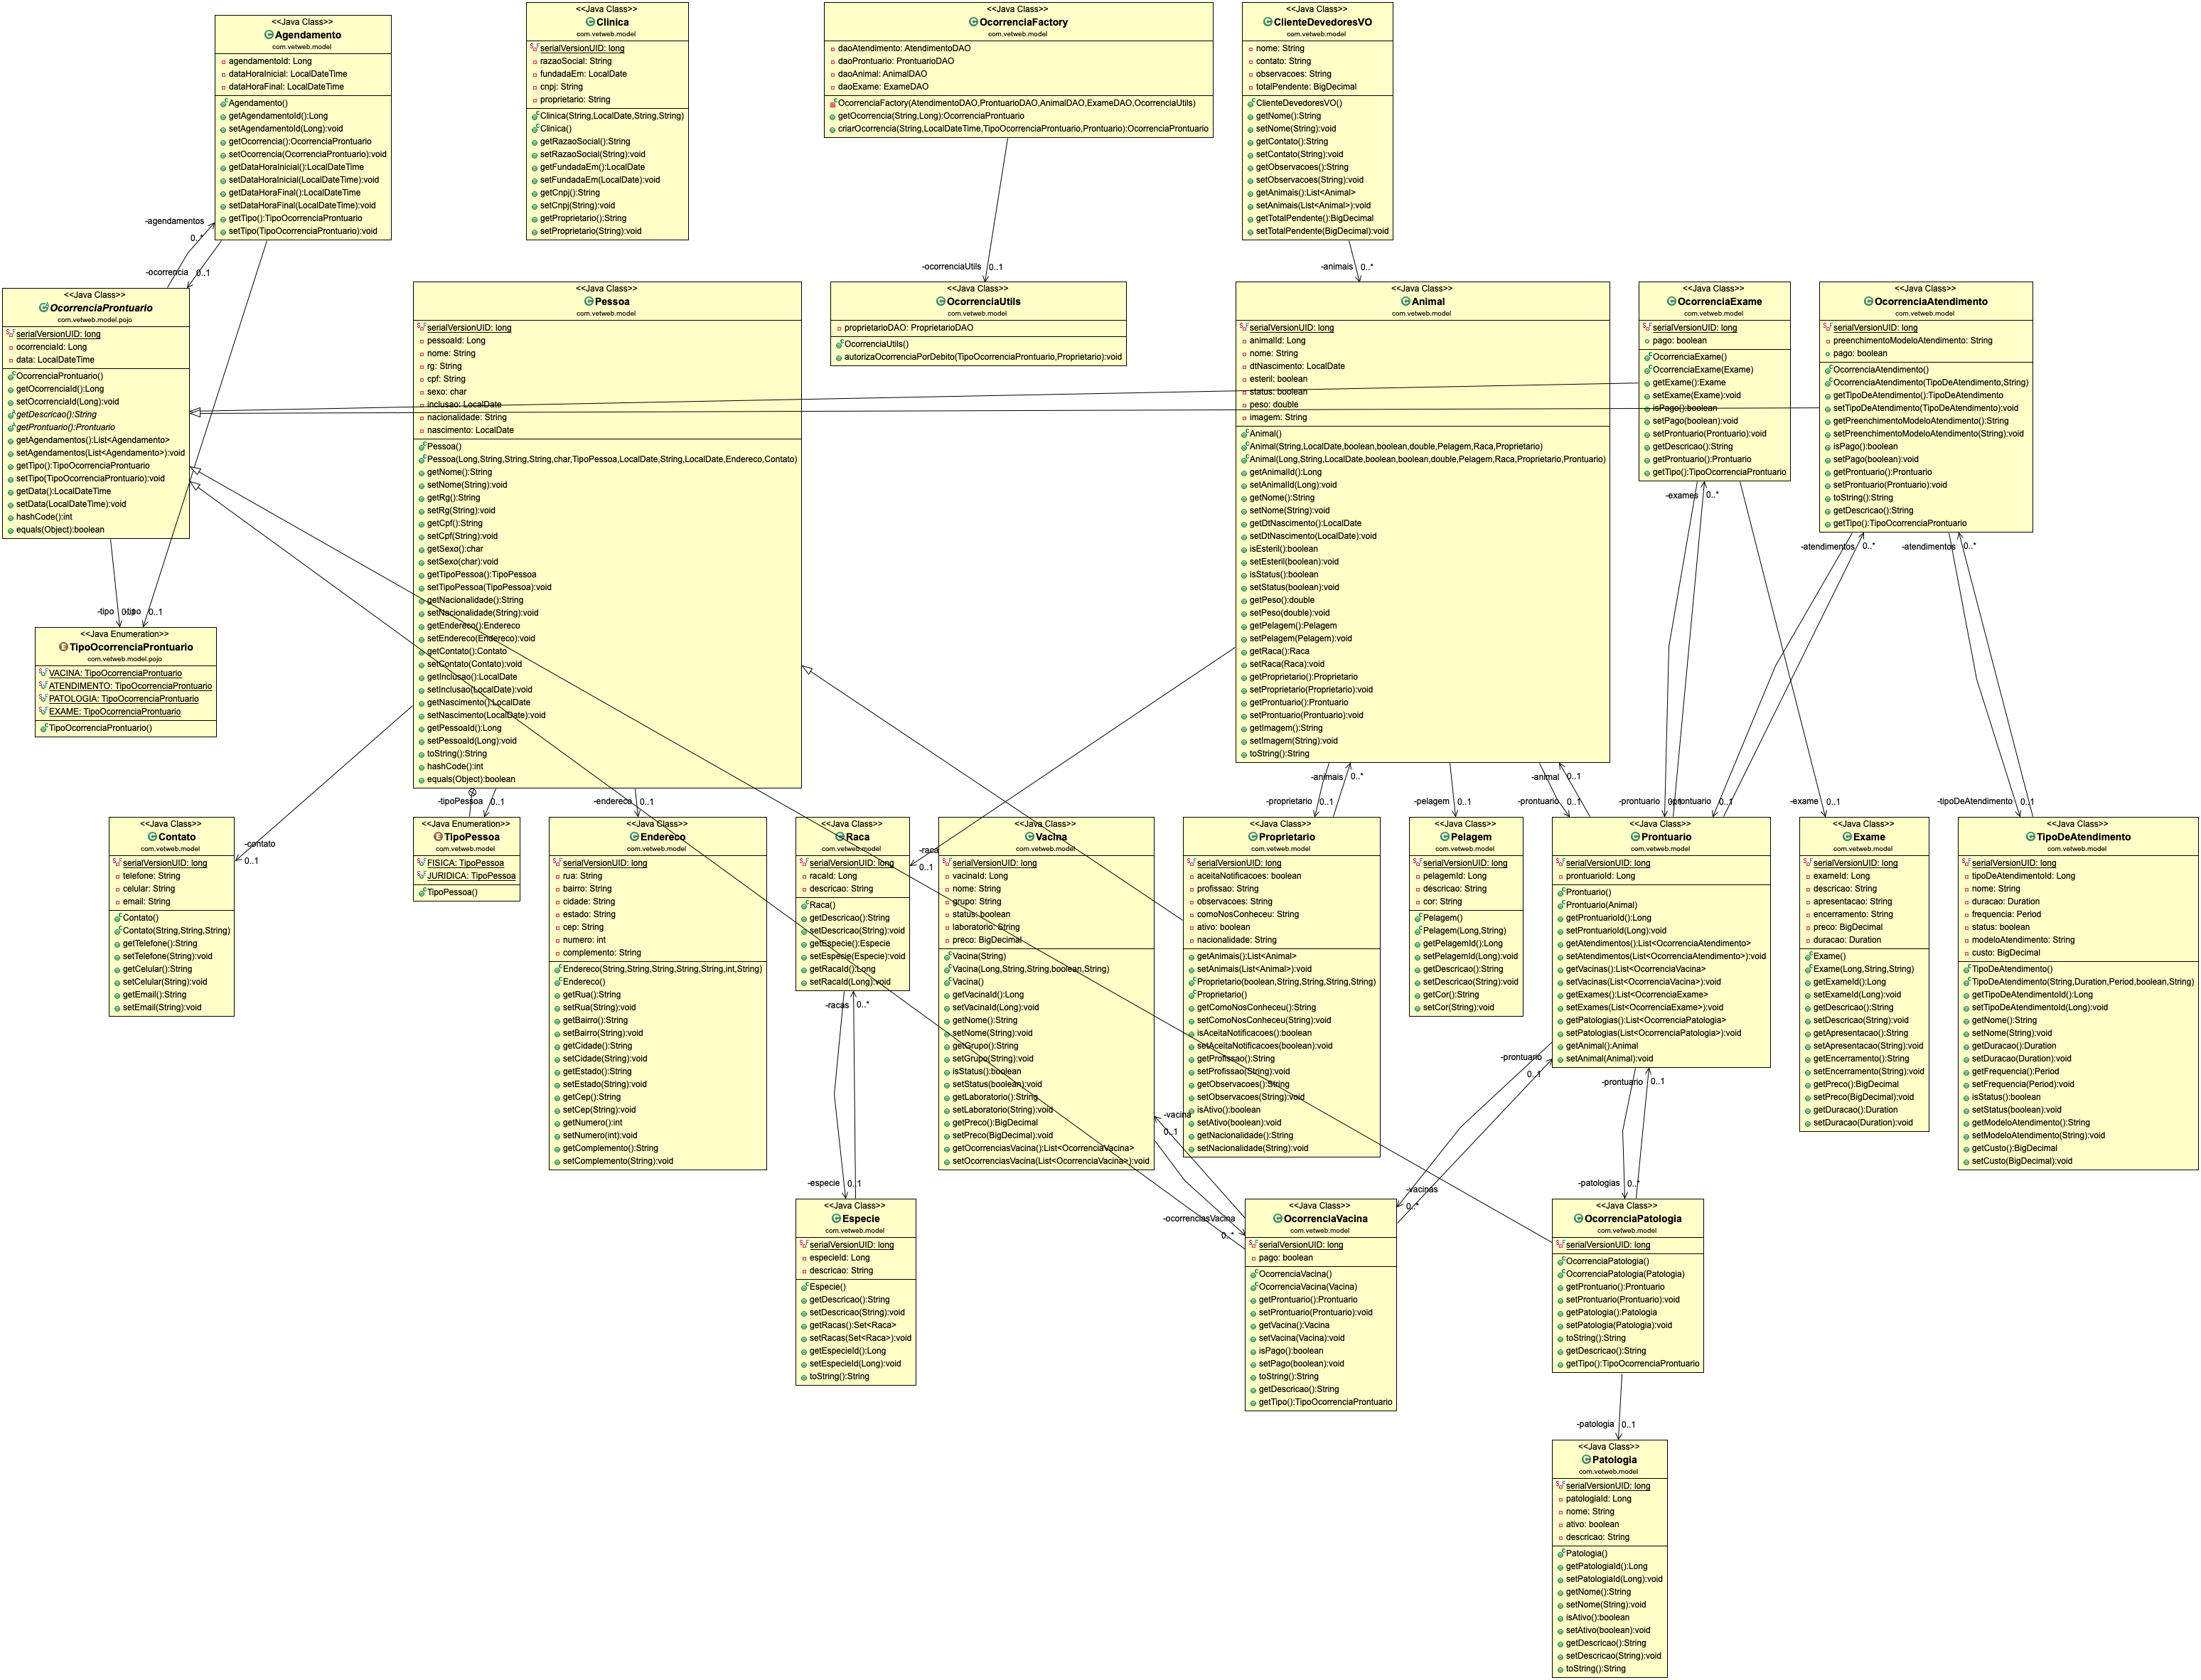 <<Java Class>>
Agendamento
com.vetweb.model
agendamentoId: Long
dataHoraInicial: LocalDateTime
dataHoraFinal: LocalDateTime
Agendamento()
getAgendamentoId():Long
setAgendamentoId(Long):void
getOcorrencia():OcorrenciaProntuario
setOcorrencia(OcorrenciaProntuario):void
getDataHoraInicial():LocalDateTime
setDataHoraInicial(LocalDateTime):void
getDataHoraFinal():LocalDateTime
setDataHoraFinal(LocalDateTime):void
getTipo():TipoOcorrenciaProntuario
setTipo(TipoOcorrenciaProntuario):void
<<Java Class>>
Clinica
com.vetweb.model
serialVersionUID: long
razaoSocial: String
fundadaEm: LocalDate
cnpj: String
proprietario: String
Clinica(String,LocalDate,String,String)
Clinica()
getRazaoSocial():String
setRazaoSocial(String):void
getFundadaEm():LocalDate
setFundadaEm(LocalDate):void
getCnpj():String
setCnpj(String):void
getProprietario():String
setProprietario(String):void
<<Java Class>>
OcorrenciaFactory
com.vetweb.model
daoAtendimento: AtendimentoDAO
daoProntuario: ProntuarioDAO
daoAnimal: AnimalDAO
daoExame: ExameDAO
OcorrenciaFactory(AtendimentoDAO,ProntuarioDAO,AnimalDAO,ExameDAO,OcorrenciaUtils)
getOcorrencia(String,Long):OcorrenciaProntuario
criarOcorrencia(String,LocalDateTime,TipoOcorrenciaProntuario,Prontuario):OcorrenciaProntuario
<<Java Class>>
ClienteDevedoresVO
com.vetweb.model
nome: String
contato: String
observacoes: String
totalPendente: BigDecimal
ClienteDevedoresVO()
getNome():String
setNome(String):void
getContato():String
setContato(String):void
getObservacoes():String
setObservacoes(String):void
getAnimais():List<Animal>
setAnimais(List<Animal>):void
getTotalPendente():BigDecimal
setTotalPendente(BigDecimal):void
-agendamentos
0..*
-ocorrencia
0..1
-ocorrenciaUtils
0..1
-animais
0..*
<<Java Class>>
OcorrenciaProntuario
com.vetweb.model.pojo
serialVersionUID: long
ocorrenciaId: Long
data: LocalDateTime
OcorrenciaProntuario()
getOcorrenciaId():Long
setOcorrenciaId(Long):void
getDescricao():String
getProntuario():Prontuario
getAgendamentos():List<Agendamento>
setAgendamentos(List<Agendamento>):void
getTipo():TipoOcorrenciaProntuario
setTipo(TipoOcorrenciaProntuario):void
getData():LocalDateTime
setData(LocalDateTime):void
hashCode():int
equals(Object):boolean
<<Java Class>>
Pessoa
com.vetweb.model
serialVersionUID: long
pessoaId: Long
nome: String
rg: String
cpf: String
sexo: char
inclusao: LocalDate
nacionalidade: String
nascimento: LocalDate
Pessoa()
Pessoa(Long,String,String,String,char,TipoPessoa,LocalDate,String,LocalDate,Endereco,Contato)
getNome():String
setNome(String):void
getRg():String
setRg(String):void
getCpf():String
setCpf(String):void
getSexo():char
setSexo(char):void
getTipoPessoa():TipoPessoa
setTipoPessoa(TipoPessoa):void
getNacionalidade():String
setNacionalidade(String):void
getEndereco():Endereco
setEndereco(Endereco):void
getContato():Contato
setContato(Contato):void
getInclusao():LocalDate
setInclusao(LocalDate):void
getNascimento():LocalDate
setNascimento(LocalDate):void
getPessoaId():Long
setPessoaId(Long):void
toString():String
hashCode():int
equals(Object):boolean
<<Java Class>>
OcorrenciaUtils
com.vetweb.model
proprietarioDAO: ProprietarioDAO
OcorrenciaUtils()
autorizaOcorrenciaPorDebito(TipoOcorrenciaProntuario,Proprietario):void
<<Java Class>>
Animal
com.vetweb.model
serialVersionUID: long
animalId: Long
nome: String
dtNascimento: LocalDate
esteril: boolean
status: boolean
peso: double
imagem: String
Animal()
Animal(String,LocalDate,boolean,boolean,double,Pelagem,Raca,Proprietario)
Animal(Long,String,LocalDate,boolean,boolean,double,Pelagem,Raca,Proprietario,Prontuario)
getAnimalId():Long
setAnimalId(Long):void
getNome():String
setNome(String):void
getDtNascimento():LocalDate
setDtNascimento(LocalDate):void
isEsteril():boolean
setEsteril(boolean):void
isStatus():boolean
setStatus(boolean):void
getPeso():double
setPeso(double):void
getPelagem():Pelagem
setPelagem(Pelagem):void
getRaca():Raca
setRaca(Raca):void
getProprietario():Proprietario
setProprietario(Proprietario):void
getProntuario():Prontuario
setProntuario(Prontuario):void
getImagem():String
setImagem(String):void
toString():String
<<Java Class>>
OcorrenciaExame
com.vetweb.model
serialVersionUID: long
pago: boolean
OcorrenciaExame()
OcorrenciaExame(Exame)
getExame():Exame
setExame(Exame):void
isPago():boolean
setPago(boolean):void
setProntuario(Prontuario):void
getDescricao():String
getProntuario():Prontuario
getTipo():TipoOcorrenciaProntuario
<<Java Class>>
OcorrenciaAtendimento
com.vetweb.model
serialVersionUID: long
preenchimentoModeloAtendimento: String
pago: boolean
OcorrenciaAtendimento()
OcorrenciaAtendimento(TipoDeAtendimento,String)
getTipoDeAtendimento():TipoDeAtendimento
setTipoDeAtendimento(TipoDeAtendimento):void
getPreenchimentoModeloAtendimento():String
setPreenchimentoModeloAtendimento(String):void
isPago():boolean
setPago(boolean):void
getProntuario():Prontuario
setProntuario(Prontuario):void
toString():String
getDescricao():String
getTipo():TipoOcorrenciaProntuario
-exames
0..*
-atendimentos
0..*
-atendimentos
0..*
-tipo
-tipo
0..1
<<Java Enumeration>>
TipoOcorrenciaProntuario
com.vetweb.model.pojo
VACINA: TipoOcorrenciaProntuario
ATENDIMENTO: TipoOcorrenciaProntuario
PATOLOGIA: TipoOcorrenciaProntuario
EXAME: TipoOcorrenciaProntuario
TipoOcorrenciaProntuario()
-tipoPessoa
0..1
-endereco
0..1
-contato
0..1
-raca
0..1
-animais
0..*
-proprietario
0..1
-pelagem
0..1
-animal
0..1
-prontuario
0..1
-prontuario
-prontuario
0..1
-exame
0..1
-tipoDeAtendimento
0..1
<<Java Class>>
Contato
com.vetweb.model
serialVersionUID: long
telefone: String
celular: String
email: String
Contato()
Contato(String,String,String)
getTelefone():String
setTelefone(String):void
getCelular():String
setCelular(String):void
getEmail():String
setEmail(String):void
<<Java Enumeration>>
TipoPessoa
com.vetweb.model
FISICA: TipoPessoa
JURIDICA: TipoPessoa
TipoPessoa()
<<Java Class>>
Endereco
com.vetweb.model
serialVersionUID: long
rua: String
bairro: String
cidade: String
estado: String
cep: String
numero: int
complemento: String
Endereco(String,String,String,String,String,int,String)
Endereco()
getRua():String
setRua(String):void
getBairro():String
setBairro(String):void
getCidade():String
setCidade(String):void
getEstado():String
setEstado(String):void
getCep():String
setCep(String):void
getNumero():int
setNumero(int):void
getComplemento():String
setComplemento(String):void
<<Java Class>>
Raca
com.vetweb.model
serialVersionUID: long
racaId: Long
descricao: String
Raca()
getDescricao():String
setDescricao(String):void
getEspecie():Especie
setEspecie(Especie):void
getRacaId():Long
setRacaId(Long):void
<<Java Class>>
Vacina
com.vetweb.model
serialVersionUID: long
vacinaId: Long
nome: String
grupo: String
status: boolean
laboratorio: String
preco: BigDecimal
Vacina(String)
Vacina(Long,String,String,boolean,String)
Vacina()
getVacinaId():Long
setVacinaId(Long):void
getNome():String
setNome(String):void
getGrupo():String
setGrupo(String):void
isStatus():boolean
setStatus(boolean):void
getLaboratorio():String
setLaboratorio(String):void
getPreco():BigDecimal
setPreco(BigDecimal):void
getOcorrenciasVacina():List<OcorrenciaVacina>
setOcorrenciasVacina(List<OcorrenciaVacina>):void
<<Java Class>>
Proprietario
com.vetweb.model
serialVersionUID: long
aceitaNotificacoes: boolean
profissao: String
observacoes: String
comoNosConheceu: String
ativo: boolean
nacionalidade: String
getAnimais():List<Animal>
setAnimais(List<Animal>):void
Proprietario(boolean,String,String,String,String)
Proprietario()
getComoNosConheceu():String
setComoNosConheceu(String):void
isAceitaNotificacoes():boolean
setAceitaNotificacoes(boolean):void
getProfissao():String
setProfissao(String):void
getObservacoes():String
setObservacoes(String):void
isAtivo():boolean
setAtivo(boolean):void
getNacionalidade():String
setNacionalidade(String):void
<<Java Class>>
Pelagem
com.vetweb.model
serialVersionUID: long
pelagemId: Long
descricao: String
cor: String
Pelagem()
Pelagem(Long,String)
getPelagemId():Long
setPelagemId(Long):void
getDescricao():String
setDescricao(String):void
getCor():String
setCor(String):void
<<Java Class>>
Prontuario
com.vetweb.model
serialVersionUID: long
prontuarioId: Long
Prontuario()
Prontuario(Animal)
getProntuarioId():Long
setProntuarioId(Long):void
getAtendimentos():List<OcorrenciaAtendimento>
setAtendimentos(List<OcorrenciaAtendimento>):void
getVacinas():List<OcorrenciaVacina>
setVacinas(List<OcorrenciaVacina>):void
getExames():List<OcorrenciaExame>
setExames(List<OcorrenciaExame>):void
getPatologias():List<OcorrenciaPatologia>
setPatologias(List<OcorrenciaPatologia>):void
getAnimal():Animal
setAnimal(Animal):void
<<Java Class>>
Exame
com.vetweb.model
serialVersionUID: long
exameId: Long
descricao: String
apresentacao: String
encerramento: String
preco: BigDecimal
duracao: Duration
Exame()
Exame(Long,String,String)
getExameId():Long
setExameId(Long):void
getDescricao():String
setDescricao(String):void
getApresentacao():String
setApresentacao(String):void
getEncerramento():String
setEncerramento(String):void
getPreco():BigDecimal
setPreco(BigDecimal):void
getDuracao():Duration
setDuracao(Duration):void
<<Java Class>>
TipoDeAtendimento
com.vetweb.model
serialVersionUID: long
tipoDeAtendimentoId: Long
nome: String
duracao: Duration
frequencia: Period
status: boolean
modeloAtendimento: String
custo: BigDecimal
TipoDeAtendimento()
TipoDeAtendimento(String,Duration,Period,boolean,String)
getTipoDeAtendimentoId():Long
setTipoDeAtendimentoId(Long):void
getNome():String
setNome(String):void
getDuracao():Duration
setDuracao(Duration):void
getFrequencia():Period
setFrequencia(Period):void
isStatus():boolean
setStatus(boolean):void
getModeloAtendimento():String
setModeloAtendimento(String):void
getCusto():BigDecimal
setCusto(BigDecimal):void
-racas
0..*
-especie
0..1
-vacina
0..1
-ocorrenciasVacina
0..*
-prontuario
0..1
-vacinas
0..*
-prontuario
0..1
-patologias
0..*
<<Java Class>>
Especie
com.vetweb.model
serialVersionUID: long
especieId: Long
descricao: String
Especie()
getDescricao():String
setDescricao(String):void
getRacas():Set<Raca>
setRacas(Set<Raca>):void
getEspecieId():Long
setEspecieId(Long):void
toString():String
<<Java Class>>
OcorrenciaVacina
com.vetweb.model
serialVersionUID: long
pago: boolean
OcorrenciaVacina()
OcorrenciaVacina(Vacina)
getProntuario():Prontuario
setProntuario(Prontuario):void
getVacina():Vacina
setVacina(Vacina):void
isPago():boolean
setPago(boolean):void
toString():String
getDescricao():String
getTipo():TipoOcorrenciaProntuario
<<Java Class>>
OcorrenciaPatologia
com.vetweb.model
serialVersionUID: long
OcorrenciaPatologia()
OcorrenciaPatologia(Patologia)
getProntuario():Prontuario
setProntuario(Prontuario):void
getPatologia():Patologia
setPatologia(Patologia):void
toString():String
getDescricao():String
getTipo():TipoOcorrenciaProntuario
-patologia
0..1
<<Java Class>>
Patologia
com.vetweb.model
serialVersionUID: long
patologiaId: Long
nome: String
ativo: boolean
descricao: String
Patologia()
getPatologiaId():Long
setPatologiaId(Long):void
getNome():String
setNome(String):void
isAtivo():boolean
setAtivo(boolean):void
getDescricao():String
setDescricao(String):void
toString():String